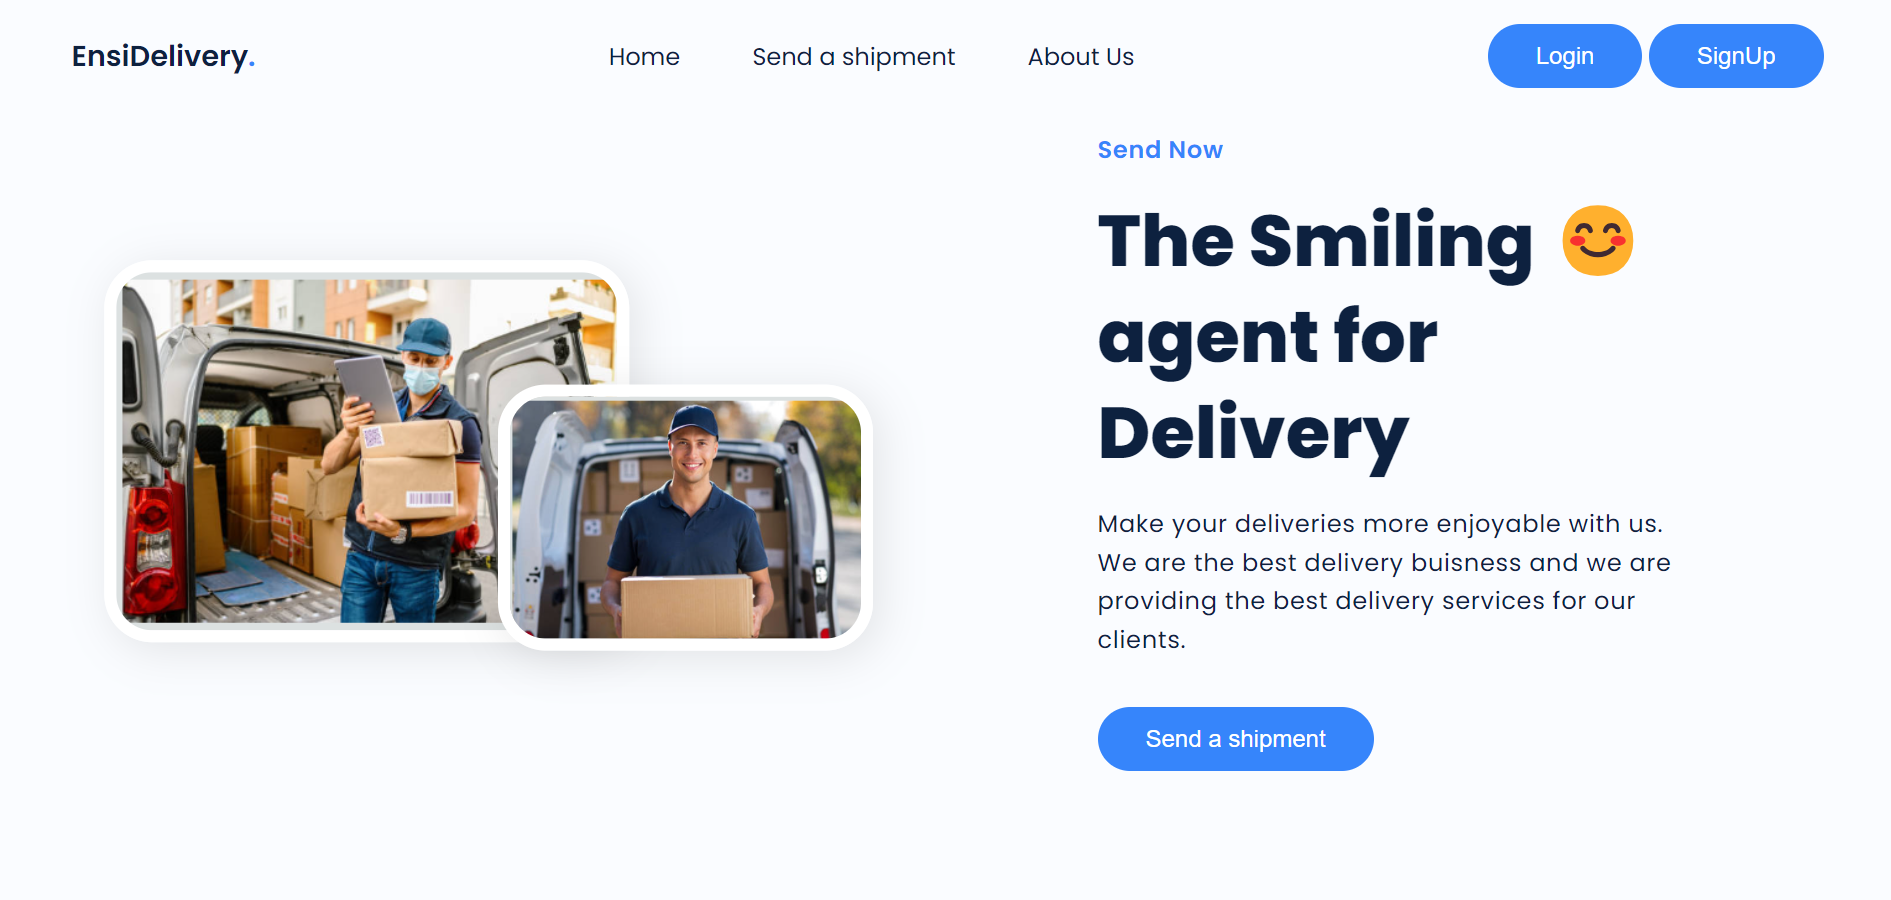 EnsiDelivery.
Home
Send a shipment
About Us
Login
SignUp
Send Now
The Smiling 😊
agent for
Delivery
Make your deliveries more enjoyable with us.
We are the best delivery buisness and we are
providing the best delivery services for our
clients.
Send a shipment